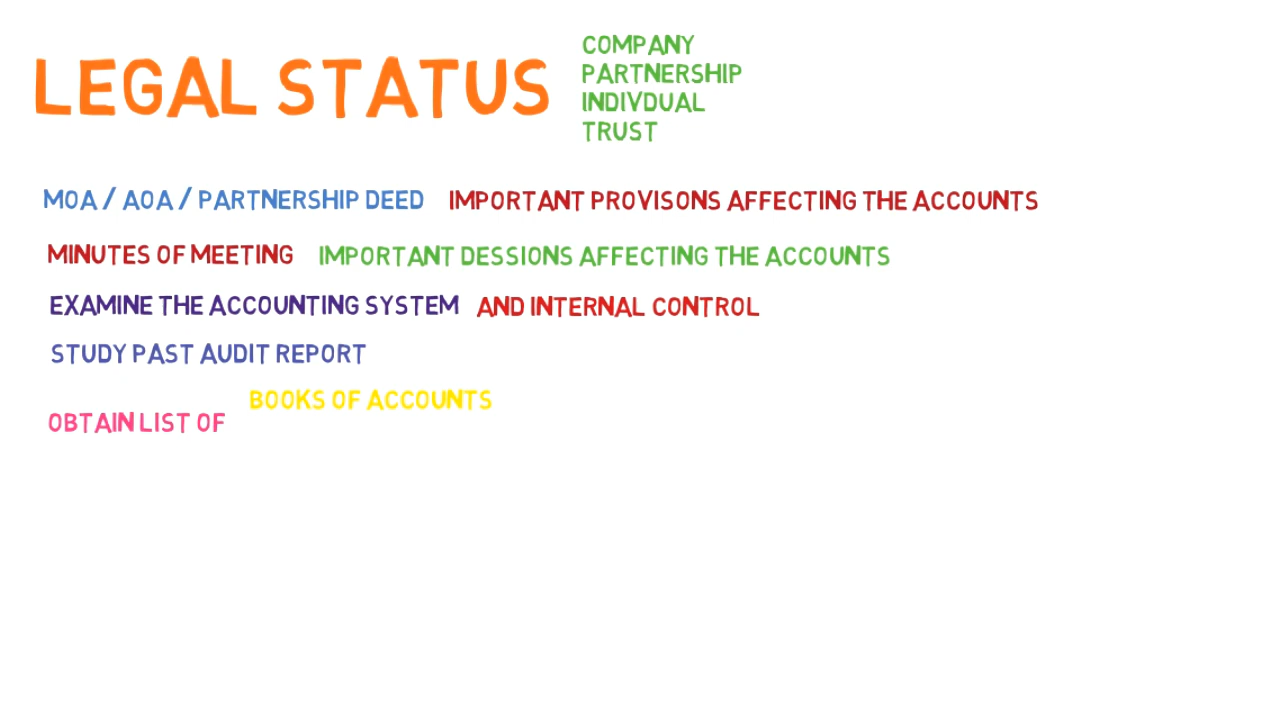 LEGAL STATUS
COMPANY
PARTNERSHIP
INDIVDUAL
TRUST
MOA / AOA / PARTNERSHIP DEED IMPORTANT PROVISONS AFFECTING THE ACCOUNTS
MINUTES OF MEETING IMPORTANT DESSIONS AFFECTING THE ACCOUNTS
EXAMINE THE ACCOUNTING SYSTEM AND INTERNAL CONTROL
STUDY PAST AUDIT REPORT
OBTAIN LIST OF
BOOKS OF ACCOUNTS